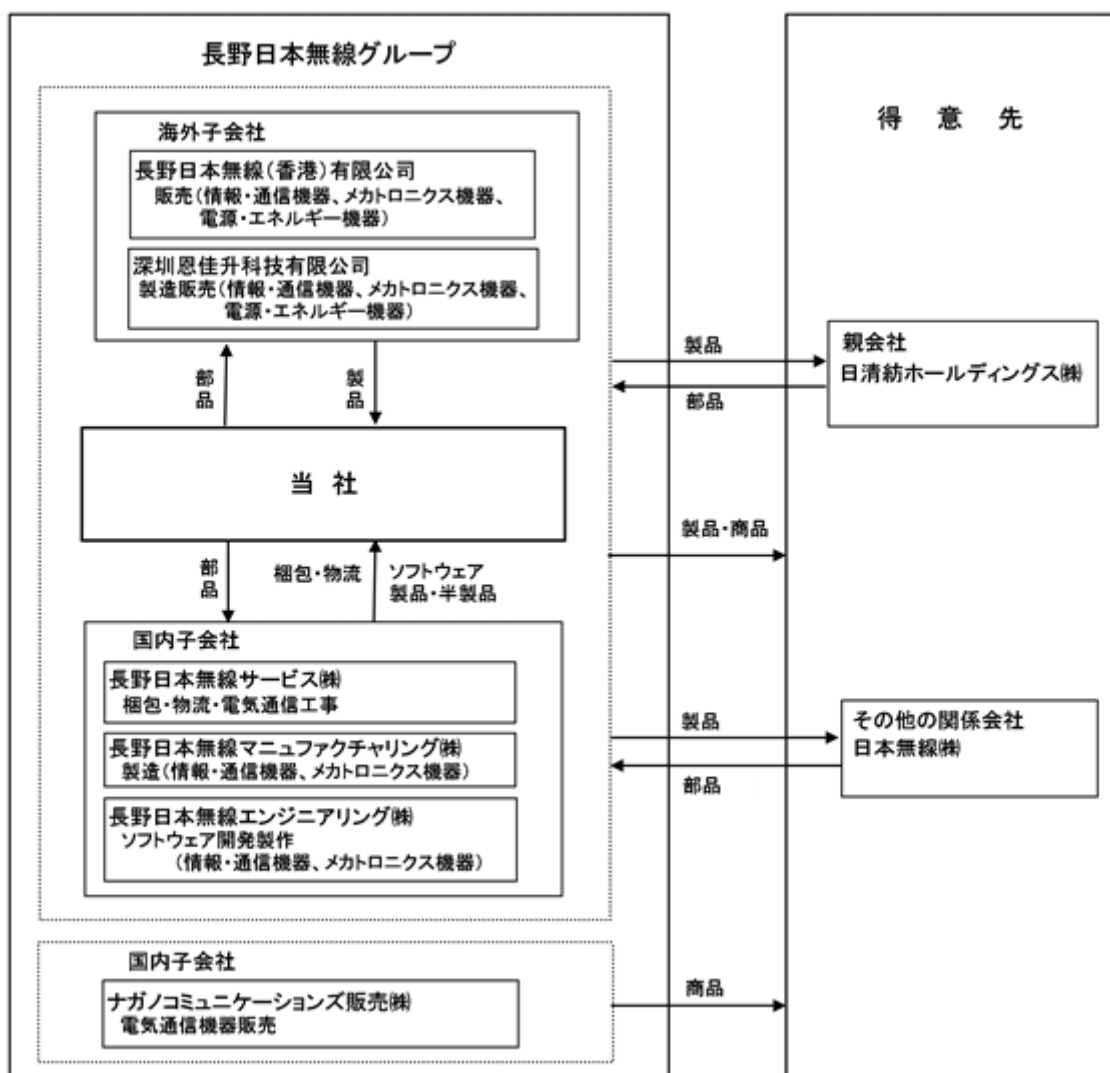 長野日本無線グループ
得意先
海外子会社
長野日本無線(香港)有限公司
販売(情報・通信機器、メカトロニクス機器、
電源・エネルギー機器)
深圳恩佳升科技有限公司
製造販売(情報・通信機器、メカトロニクス機器、
電源・エネルギー機器)
部品
製品
製品
部品
親会社
日清紡ホールディングス㈱
当社
製品・商品
部品
梱包・物流
ソフトウェア
製品・半製品
国内子会社
長野日本無線サービス㈱
梱包・物流・電気通信工事
長野日本無線マニュファクチャリング㈱
製造(情報・通信機器、メカトロニクス機器)
長野日本無線エンジニアリング㈱
ソフトウェア開発製作
(情報・通信機器、メカトロニクス機器)
製品
部品
その他の関係会社
日本無線㈱
国内子会社
ナガノコミュニケーションズ販売㈱
電気通信機器販売
商品